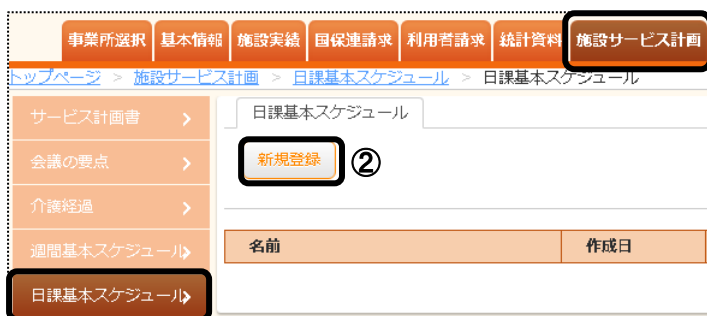 事業所選択 基本情報 施設実績 国保連請求 利用者請求 統計資料 施設サービス計画
トップページ > 施設サービス計画 > 日課基本スケジュール > 日課基本スケジュール
サービス計画書
日課基本スケジュール
新規登録 ②
会議の要点
介護経過
週間基本スケジュール
名前 作成日
日課基本スケジュール